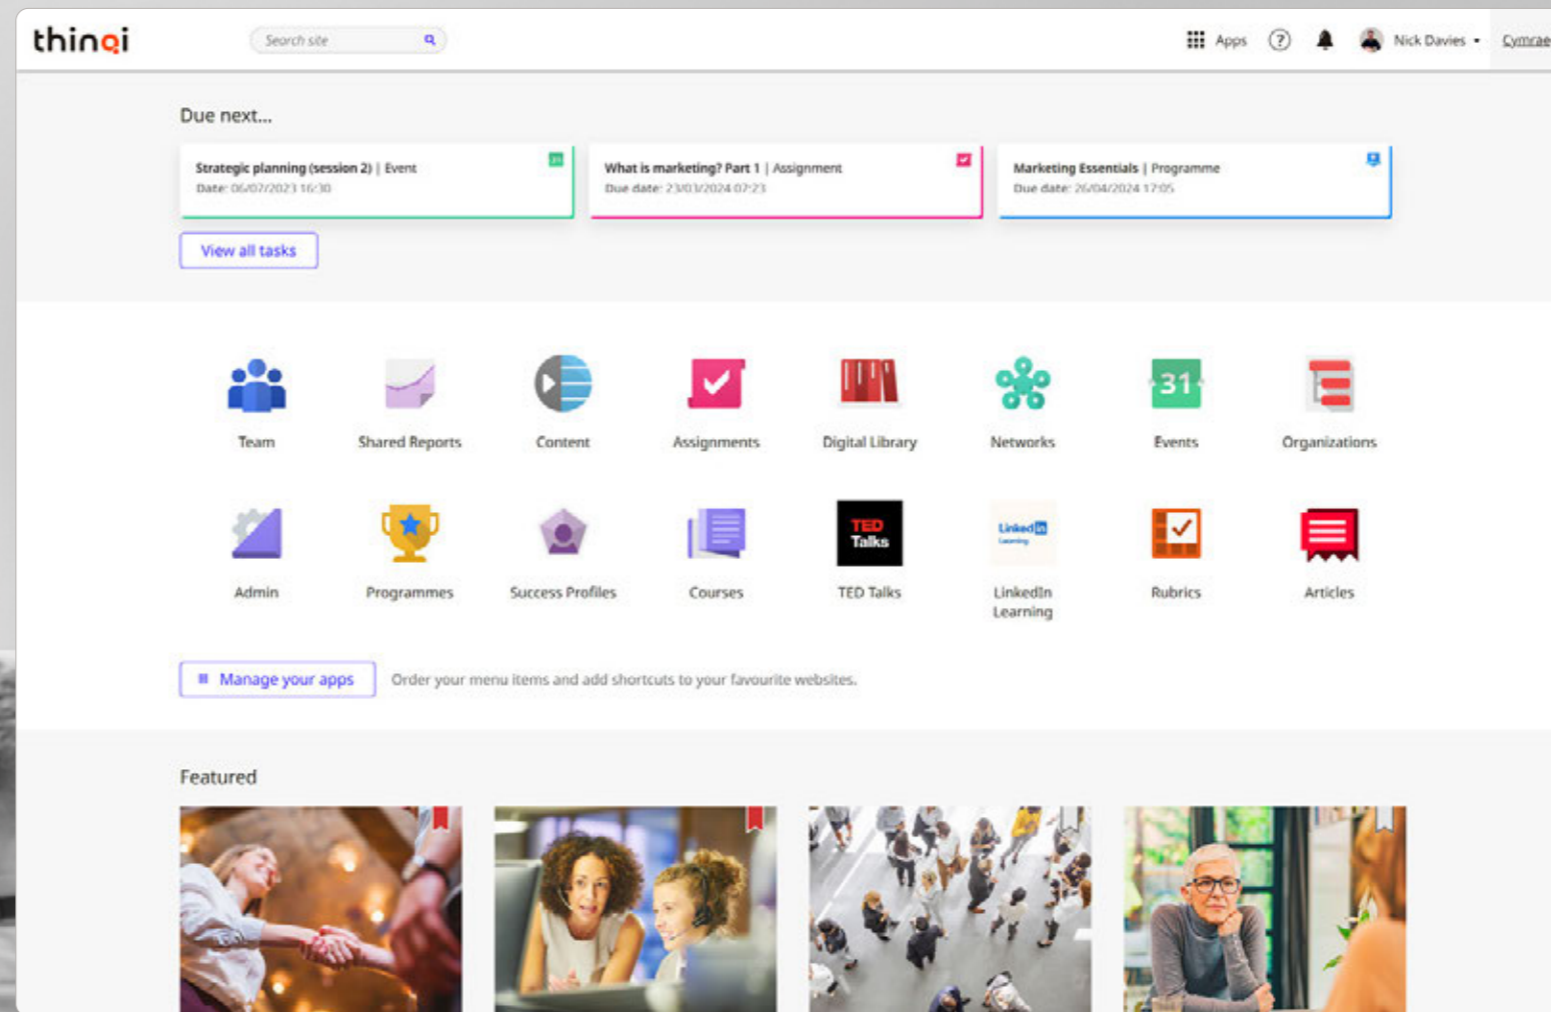 thinqi
Search site
Apps
?
Nick Davies
Cymrae
Due next...
Strategic planning (session 2) | Event
Date: 06/07/2023 16:30
What is marketing? Part 1 | Assignment
Due date: 23/03/2024 07:23
Marketing Essentials | Programme
Due date: 26/04/2024 17:05
View all tasks
31
Team
Shared Reports
Content
Assignments
Digital Library
Networks
Events
Organizations
TED
Talks
LinkedIn
Learning
Admin
Programmes
Success Profiles
Courses
TED Talks
LinkedIn
Learning
Rubrics
Articles
Manage your apps
Order your menu items and add shortcuts to your favourite websites.
Featured